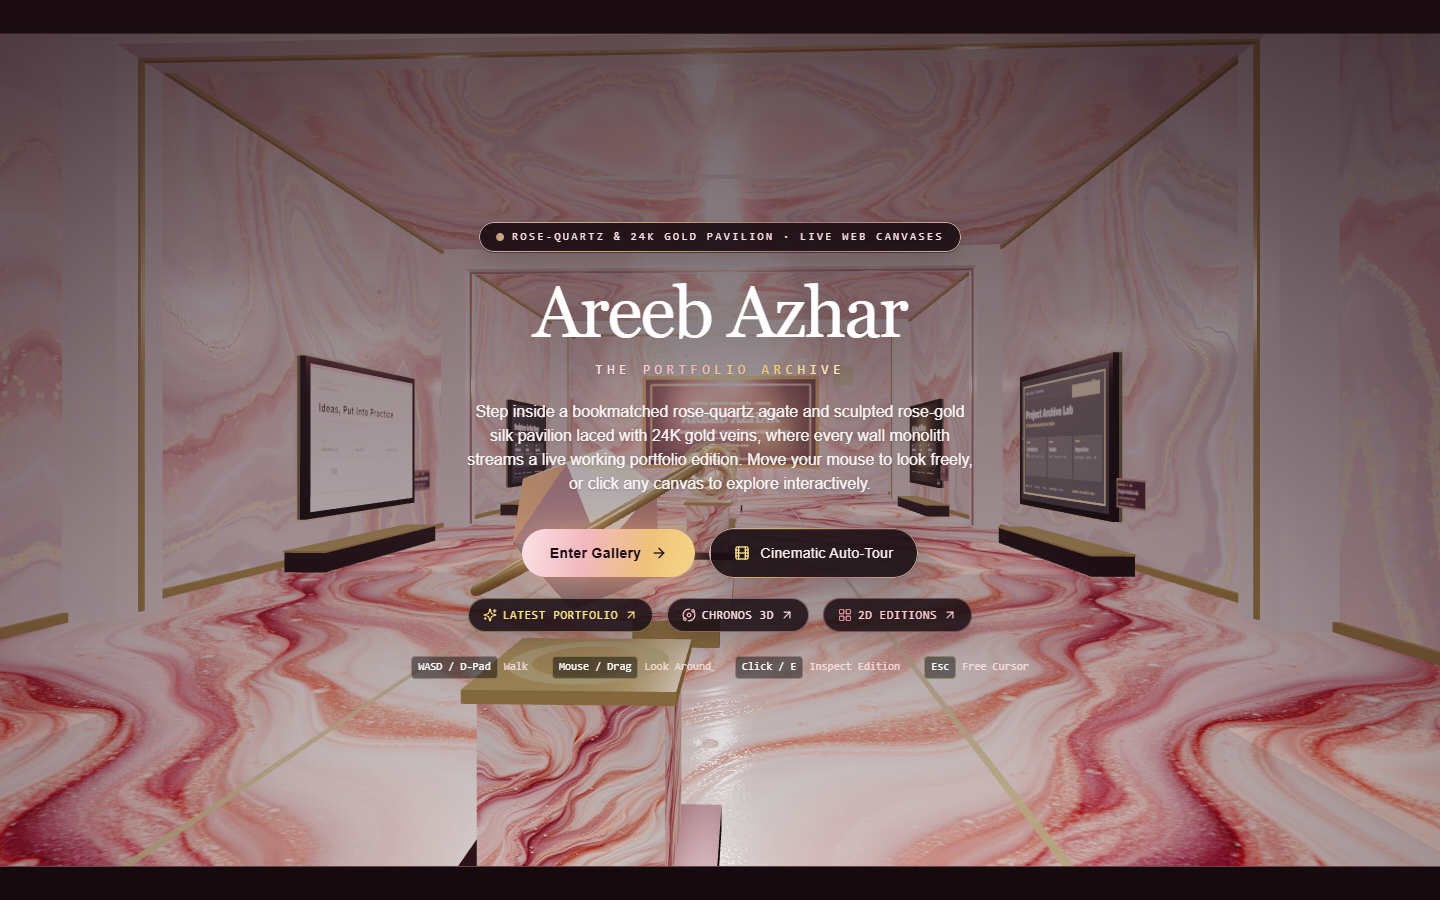 ROSE-QUARTZ & 24K GOLD PAVILION · LIVE WEB CANVASES
Areeb Azhar
THE PORTFOLIO ARCHIVE
Step inside a bookmatched rose-quartz agate and sculpted rose-gold
silk pavilion laced with 24K gold veins, where every wall monolith
streams a live working portfolio edition. Move your mouse to look freely,
or click any canvas to explore interactively.
Ideas, Put Into Practice
Project Archive Lab
Enter Gallery
Cinematic Auto-Tour
LATEST PORTFOLIO
CHRONOS 3D
2D EDITIONS
WASD / D-Pad Walk
Mouse / Drag Look Around
Click / E Inspect Edition
Esc Free Cursor